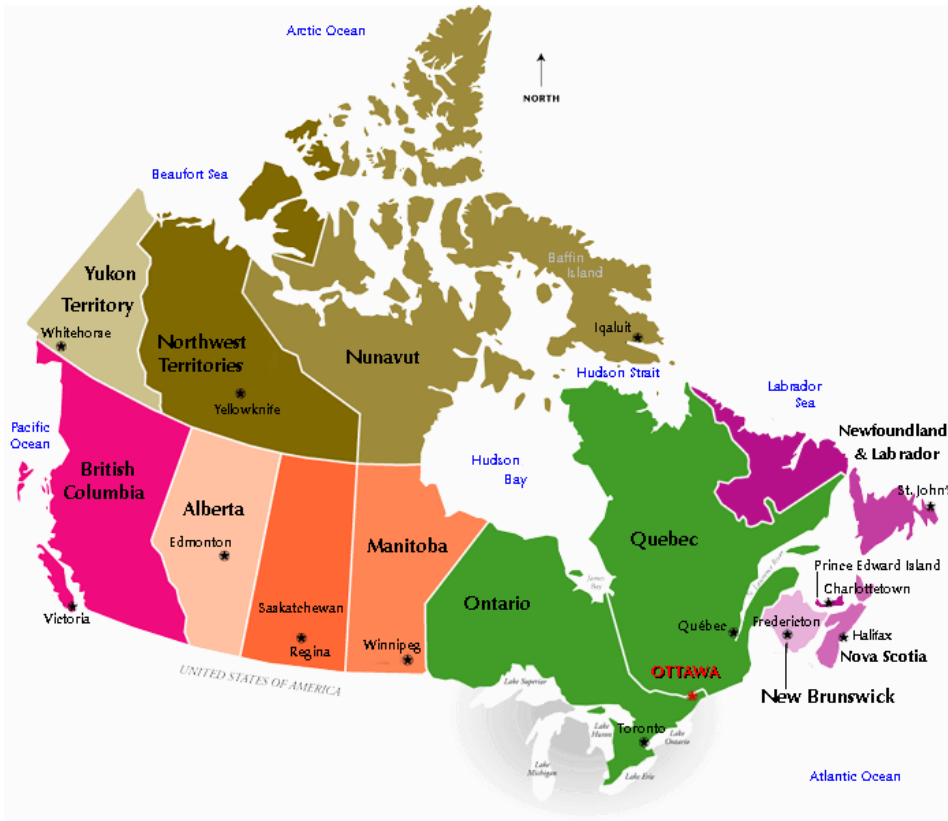 Arctic Ocean
NORTH
Beaufort Sea
Baffin
Island
Yukon
Territory
Whitehorse
Iqaluit
Northwest
Territories
Nunavut
Yellowknife
Hudson Strait
Labrador
Sea
Pacific
Ocean
Newfoundland
& Labrador
British
Columbia
Hudson
Bay
St. John'
Alberta
Edmonton
Manitoba
Quebec
James
Bay
Prince Edward Island
Charlottetown
Ontario
Saskatchewan
Victoria
Québec
Fredericton
Halifax
Regina
Winnipeg
Nova Scotia
UNITED STATES OF AMERICA
OTTAWA
Lake Superior
New Brunswick
Toronto
Lake
Huron
Lake
Ontario
Lake
Michigan
Lake Erie
Atlantic Ocean